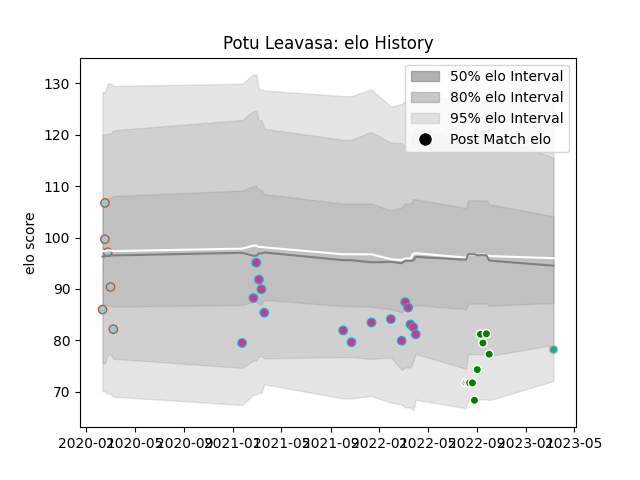 Potu Leavasa: elo History
130
120
110
100
90
80
70
elo score
50% elo Interval
80% elo Interval
95% elo Interval
Post Match elo
2020-01 2020-05 2020-09 2021-01 2021-05 2021-09 2022-01 2022-05 2022-09 2023-01 2023-05